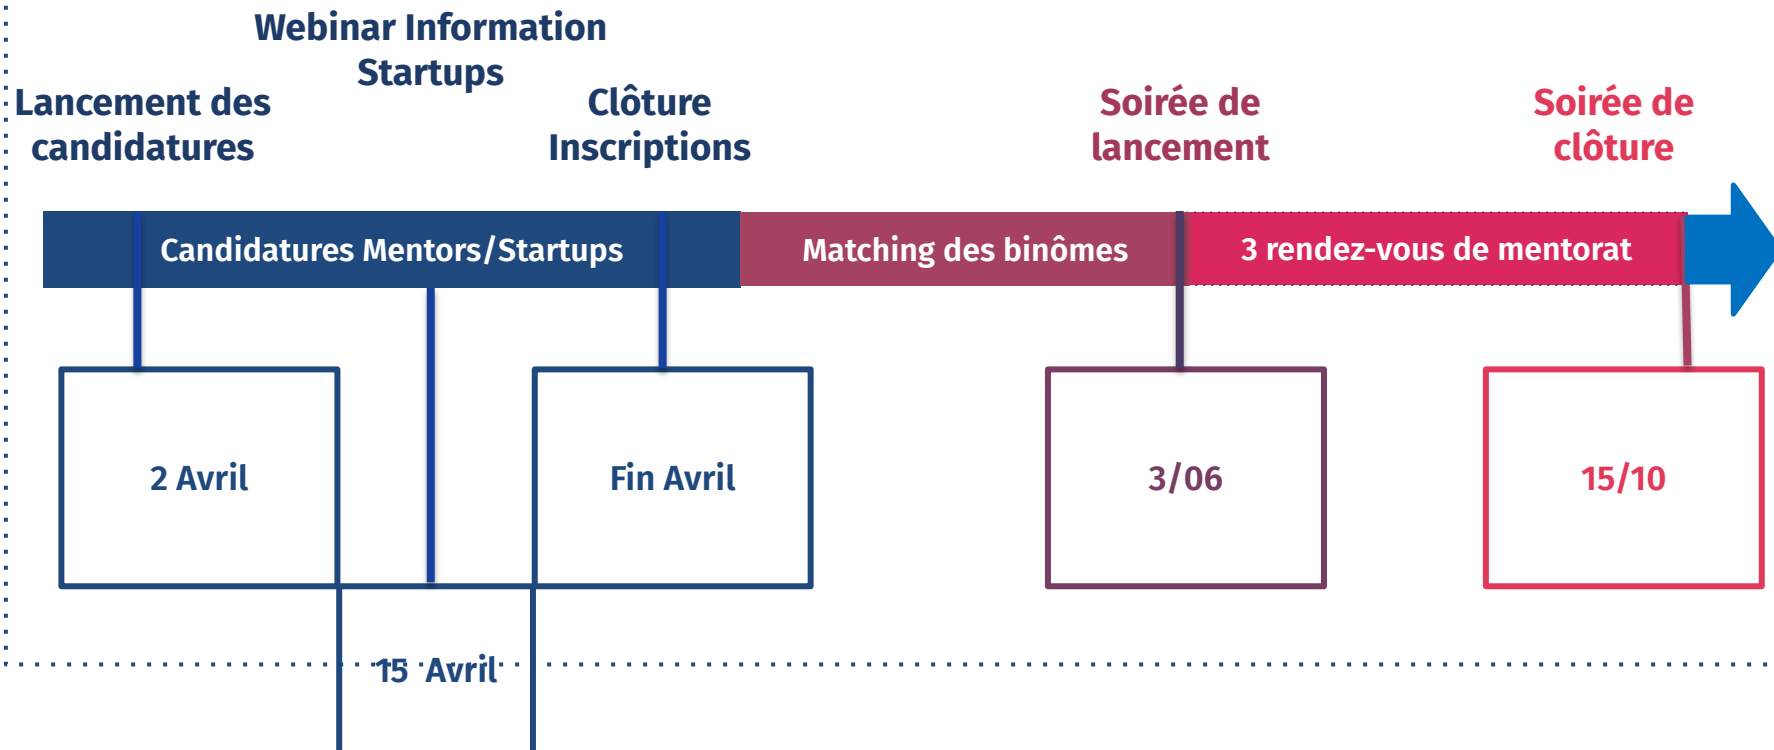 Webinar Information
Startups
Lancement des
candidatures
Clôture
Inscriptions
Soirée de
lancement
Soirée de
clôture
Candidatures Mentors/Startups
Matching des binômes
3 rendez-vous de mentorat
2 Avril
Fin Avril
3/06
15/10
15 Avril